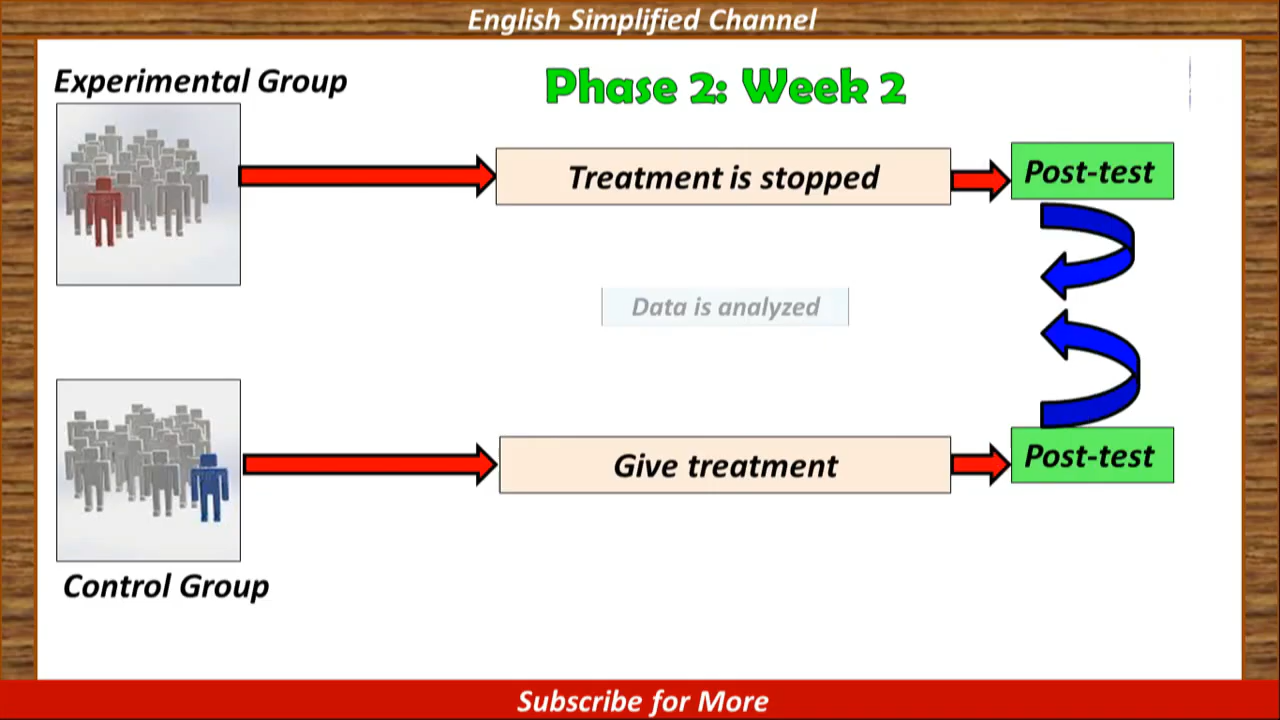 English Simplified Channel
Experimental Group
Phase 2: Week 2
Treatment is stopped
Post-test
Data is analyzed
Give treatment
Post-test
Control Group
Subscribe for More